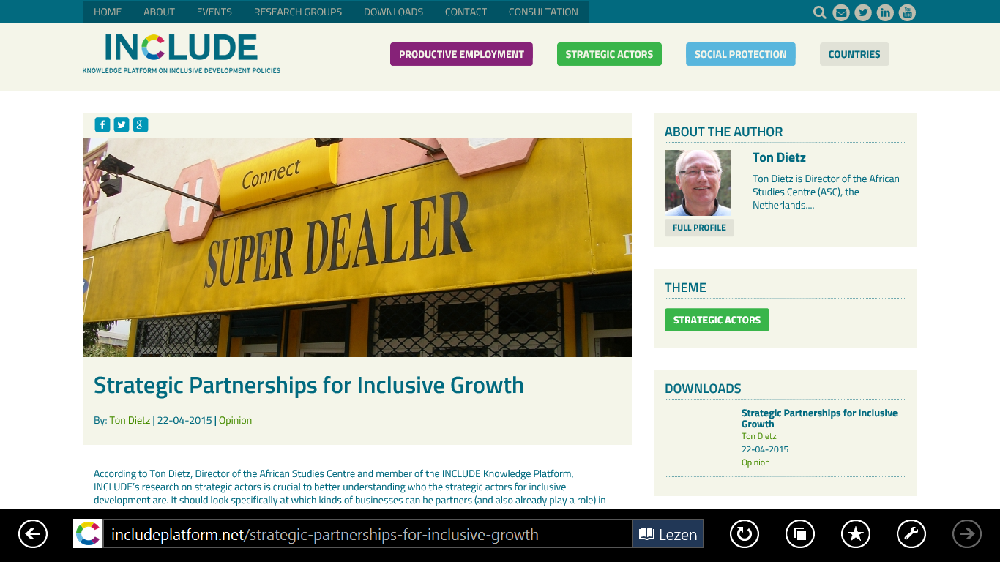 HOME ABOUT EVENTS RESEARCH GROUPS DOWNLOADS CONTACT CONSULTATION
INCLUDE
KNOWLEDGE PLATFORM ON INCLUSIVE DEVELOPMENT POLICIES
PRODUCTIVE EMPLOYMENT STRATEGIC ACTORS SOCIAL PROTECTION COUNTRIES
H
Connect
SUPER DEALER
Strategic Partnerships for Inclusive Growth
By: Ton Dietz | 22-04-2015 | Opinion
According to Ton Dietz, Director of the African Studies Centre and member of the INCLUDE Knowledge Platform,
INCLUDE's research on strategic actors is crucial to better understanding who the strategic actors for inclusive
development are. It should look specifically at which kinds of businesses can be partners (and also already play a role) in
ABOUT THE AUTHOR
Ton Dietz
Ton Dietz is Director of the African
Studies Centre (ASC), the
Netherlands....
FULL PROFILE
THEME
STRATEGIC ACTORS
DOWNLOADS
Strategic Partnerships for Inclusive
Growth
Ton Dietz
22-04-2015
Opinion
includeplatform.net/strategic-partnerships-for-inclusive-growth
Lezen